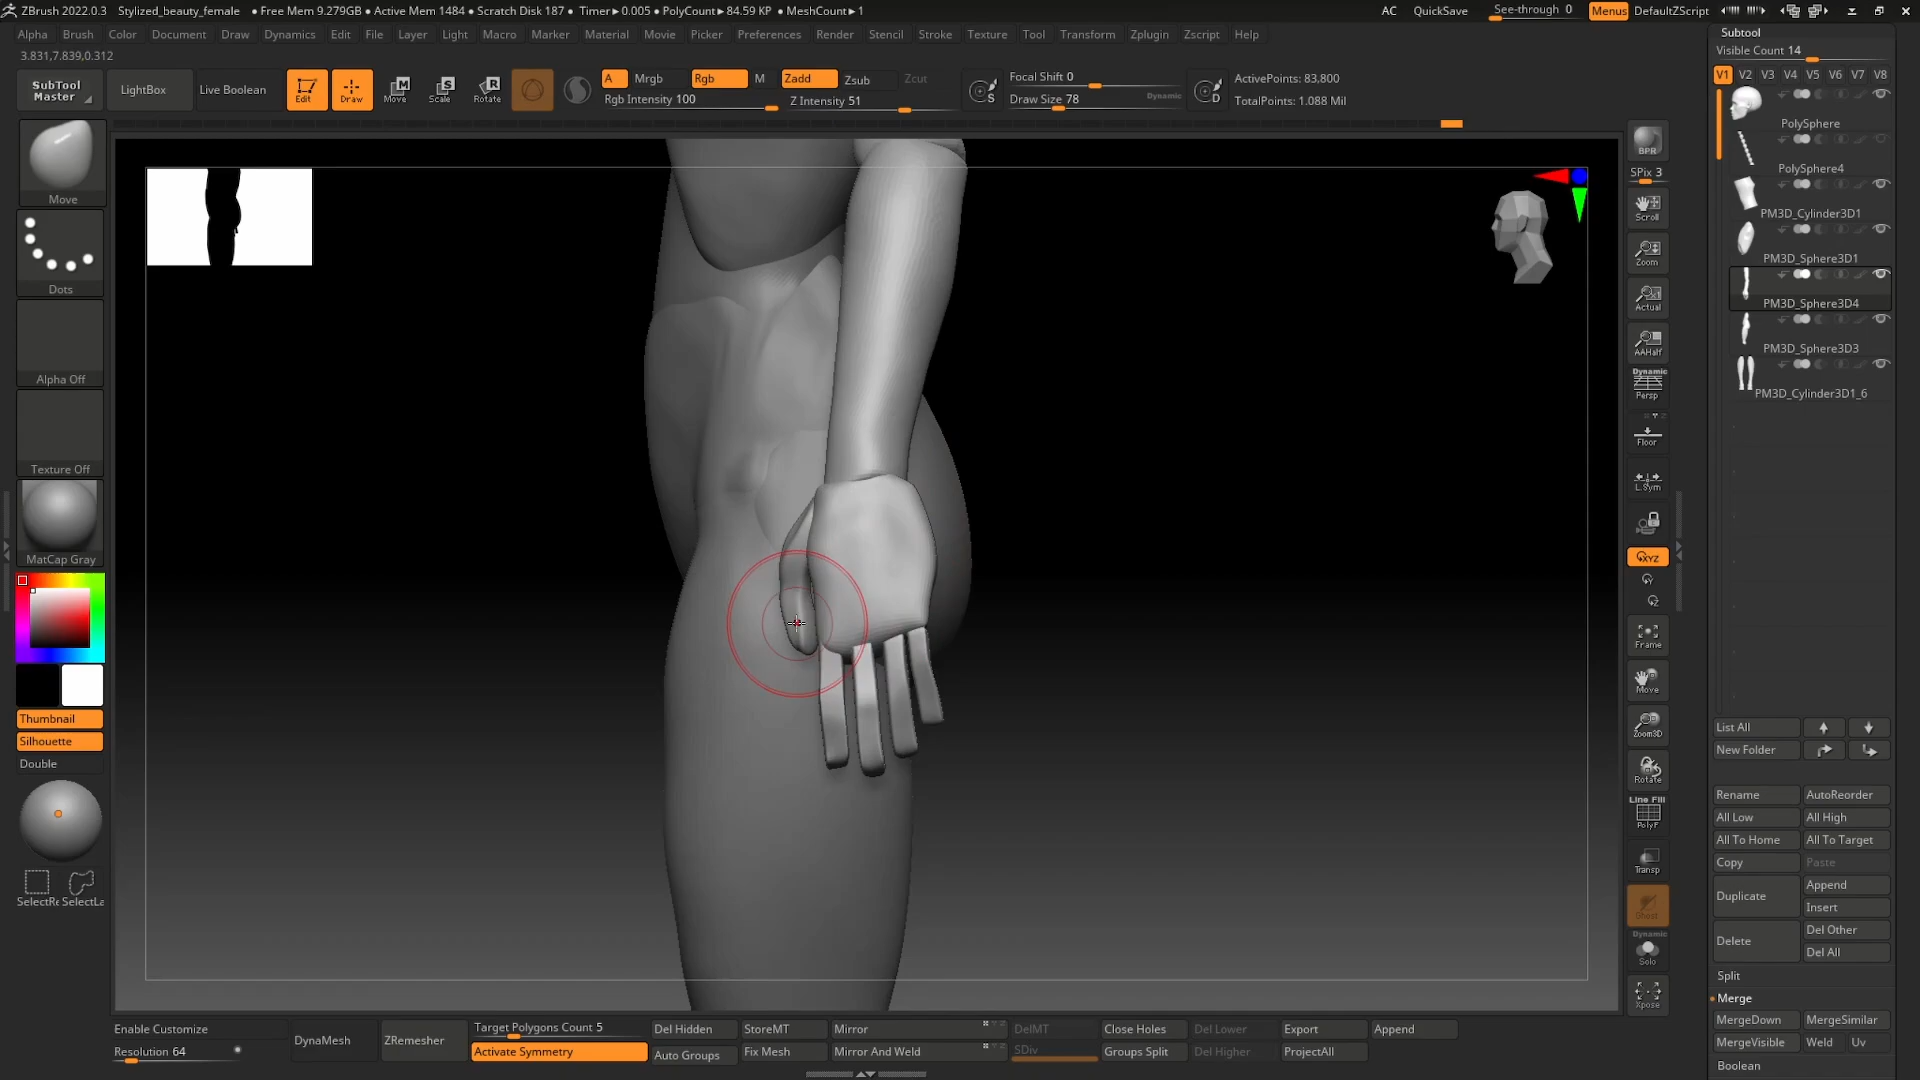 ZBrush 2022.0.3 Stylized_beauty_female • Free Mem 9.279GB • Active Mem 1484 • Scratch Disk 187 • Timer▸0.005 • PolyCount▸84.59 KP • MeshCount▸1 AC QuickSave See-through 0 Menus DefaultZScript
Alpha Brush Color Document Draw Dynamics Edit File Layer Light Macro Marker Material Movie Picker Preferences Render Stencil Stroke Texture Tool Transform Zplugin Zscript Help
3.831,7.839,0.312
SubTool Master
LightBox
Live Boolean
Edit
Draw
Move
Scale
Rotate
A Mrgb Rgb M Zadd Zsub Zcut
Rgb Intensity 100 Z Intensity 51
Focal Shift 0
Draw Size 78 Dynamic
ActivePoints: 83,800
TotalPoints: 1.088 Mil
Move
Dots
Alpha Off
Texture Off
MatCap Gray
Thumbnail
Silhouette
Double
SelectRe SelectLa
BPR
SPix 3
Scroll
Zoom
Actual
AAHalf
Dynamic
Persp
Floor
L.Sym
XYZ
Frame
Move
Zoom3D
Rotate
Line Fill
PolyF
Transp
Ghost
Dynamic
Solo
Xpose
Subtool
Visible Count 14
V1 V2 V3 V4 V5 V6 V7 V8
PolySphere
PolySphere4
PM3D_Cylinder3D1
PM3D_Sphere3D1
PM3D_Sphere3D4
PM3D_Sphere3D3
PM3D_Cylinder3D1_6
List All
New Folder
Rename AutoReorder
All Low All High
All To Home All To Target
Copy Paste
Duplicate Append
Insert
Delete Del Other
Del All
Split
Merge
MergeDown MergeSimilar
MergeVisible Weld Uv
Boolean
Enable Customize
Resolution 64
DynaMesh
ZRemesher
Target Polygons Count 5
Activate Symmetry
Del Hidden
Auto Groups
StoreMT
Fix Mesh
Mirror
Mirror And Weld
DelMT
SDiv
Close Holes
Groups Split
Del Lower
Del Higher
Export
ProjectAll
Append